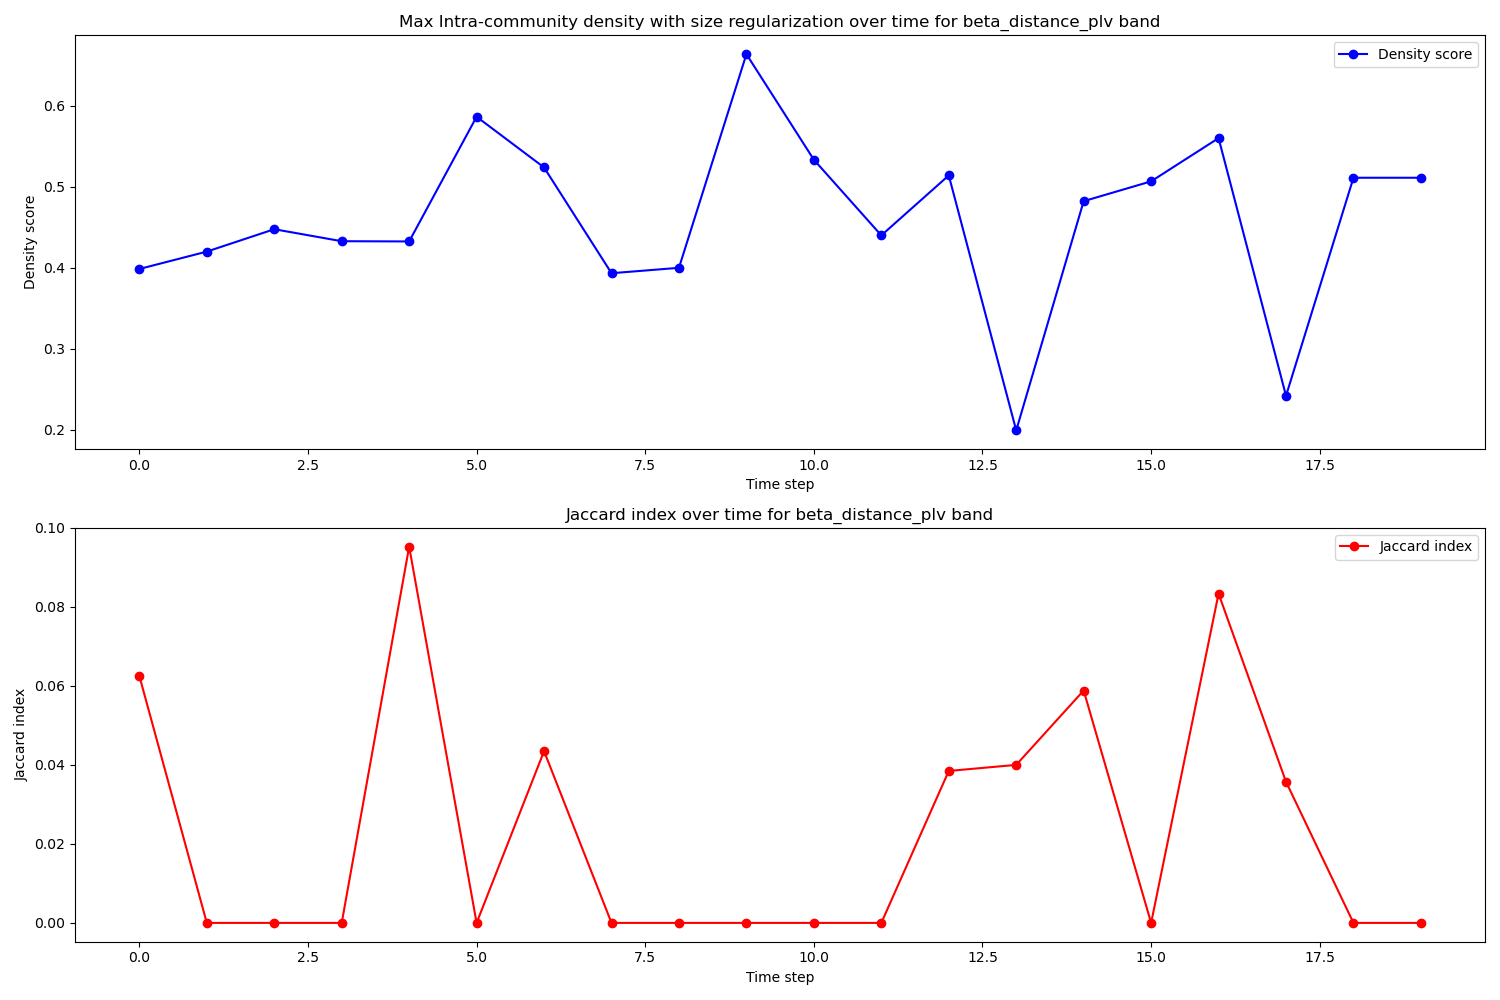 Max Intra-community density with size regularization over time for beta_distance_plv band
Density score
Density score
0.6
0.5
0.4
0.3
0.2
0.0 2.5 5.0 7.5 10.0 12.5 15.0 17.5
Time step
Jaccard index over time for beta_distance_plv band
Jaccard index
Jaccard index
0.10
0.08
0.06
0.04
0.02
0.00
0.0 2.5 5.0 7.5 10.0 12.5 15.0 17.5
Time step